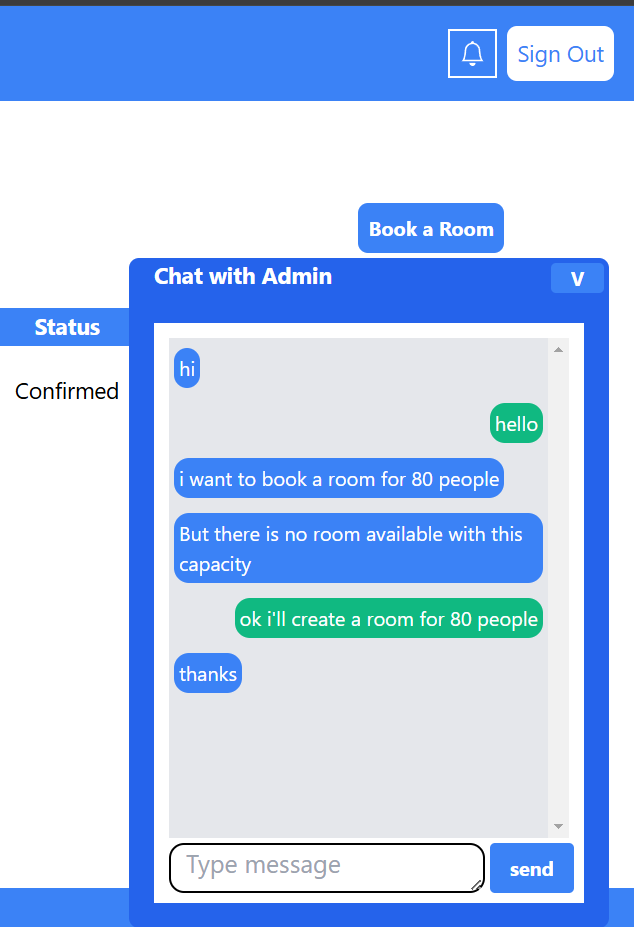 Sign Out
Book a Room
Chat with Admin
V
Status
Confirmed
hi
hello
i want to book a room for 80 people
But there is no room available with this
capacity
ok i'll create a room for 80 people
thanks
Type message
send